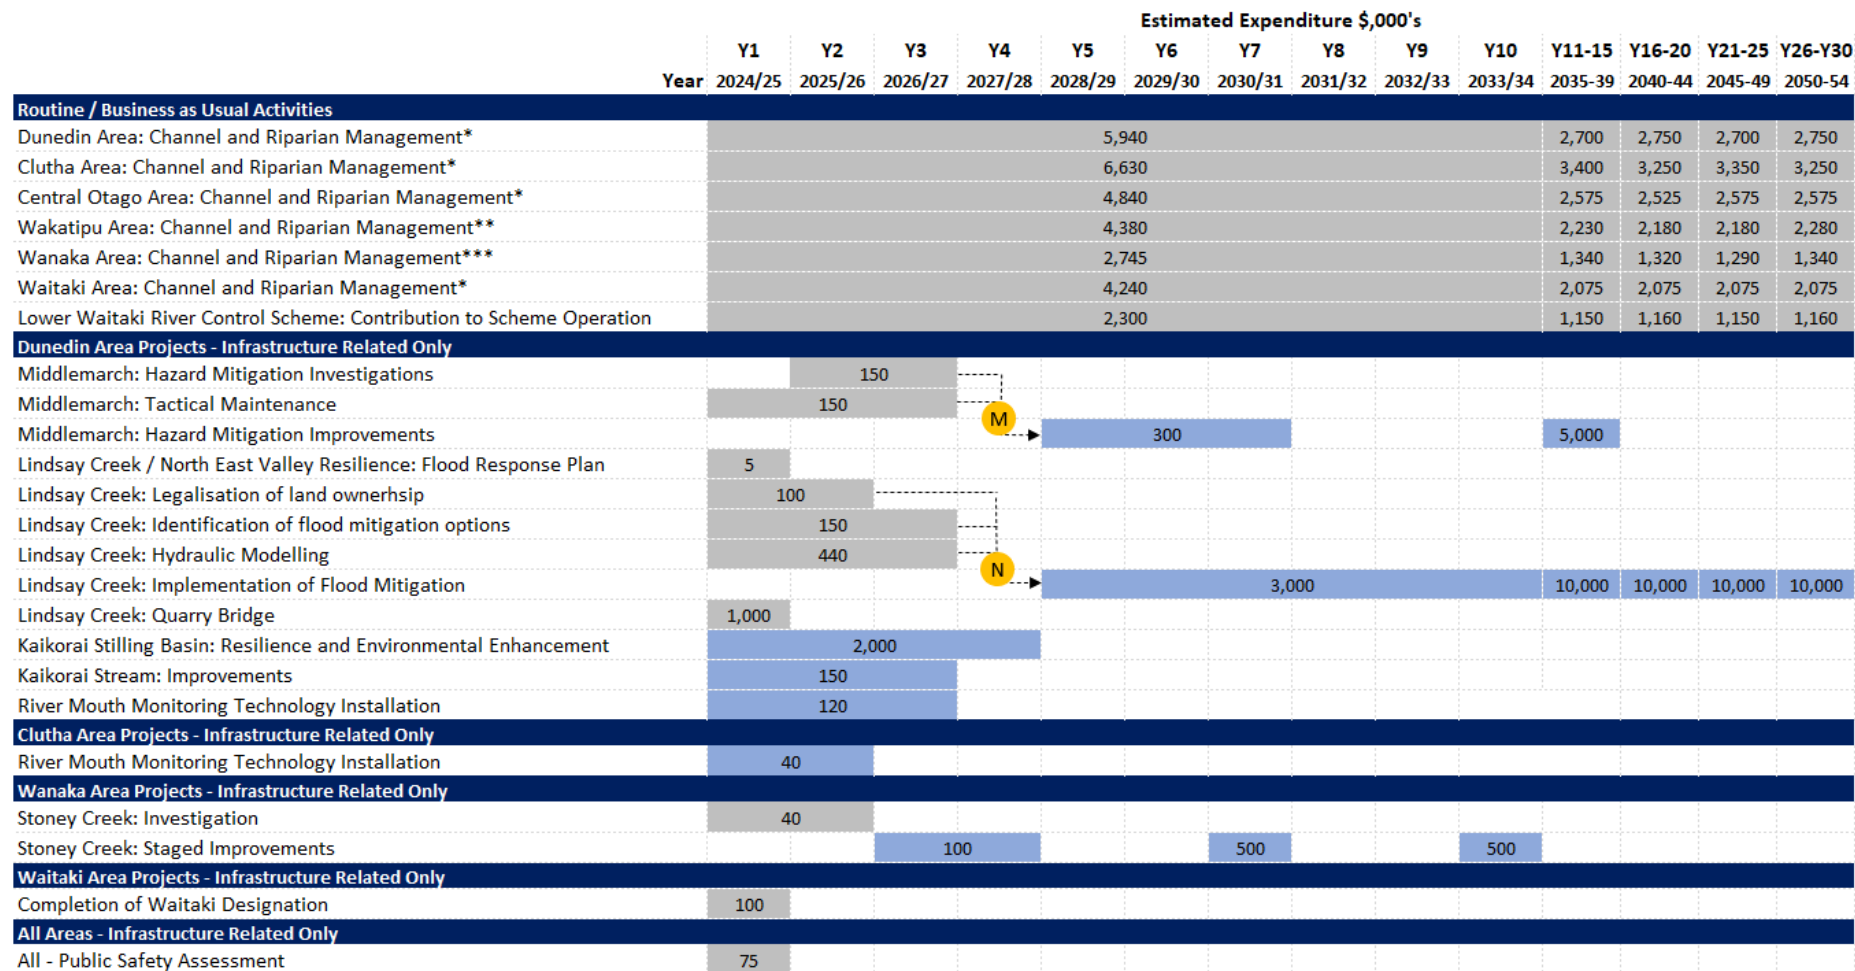 Estimated Expenditure $,000's
Y1 Y2 Y3 Y4 Y5 Y6 Y7 Y8 Y9 Y10 Y11-15 Y16-20 Y21-25 Y26-Y30
Year 2024/25 2025/26 2026/27 2027/28 2028/29 2029/30 2030/31 2031/32 2032/33 2033/34 2035-39 2040-44 2045-49 2050-54
Routine / Business as Usual Activities
Dunedin Area: Channel and Riparian Management* 5,940 2,700 2,750 2,700 2,750
Clutha Area: Channel and Riparian Management* 6,630 3,400 3,250 3,350 3,250
Central Otago Area: Channel and Riparian Management* 4,840 2,575 2,525 2,575 2,575
Wakatipu Area: Channel and Riparian Management** 4,380 2,230 2,180 2,180 2,280
Wanaka Area: Channel and Riparian Management*** 2,745 1,340 1,320 1,290 1,340
Waitaki Area: Channel and Riparian Management* 4,240 2,075 2,075 2,075 2,075
Lower Waitaki River Control Scheme: Contribution to Scheme Operation 2,300 1,150 1,160 1,150 1,160
Dunedin Area Projects - Infrastructure Related Only
Middlemarch: Hazard Mitigation Investigations 150
Middlemarch: Tactical Maintenance 150
M
Middlemarch: Hazard Mitigation Improvements 300 5,000
Lindsay Creek / North East Valley Resilience: Flood Response Plan 5
Lindsay Creek: Legalisation of land ownerhsip 100
Lindsay Creek: Identification of flood mitigation options 150
Lindsay Creek: Hydraulic Modelling 440
N
Lindsay Creek: Implementation of Flood Mitigation 3,000 10,000 10,000 10,000 10,000
Lindsay Creek: Quarry Bridge 1,000
Kaikorai Stilling Basin: Resilience and Environmental Enhancement 2,000
Kaikorai Stream: Improvements 150
River Mouth Monitoring Technology Installation 120
Clutha Area Projects - Infrastructure Related Only
River Mouth Monitoring Technology Installation 40
Wanaka Area Projects - Infrastructure Related Only
Stoney Creek: Investigation 40
Stoney Creek: Staged Improvements 100 500 500
Waitaki Area Projects - Infrastructure Related Only
Completion of Waitaki Designation 100
All Areas - Infrastructure Related Only
All - Public Safety Assessment 75